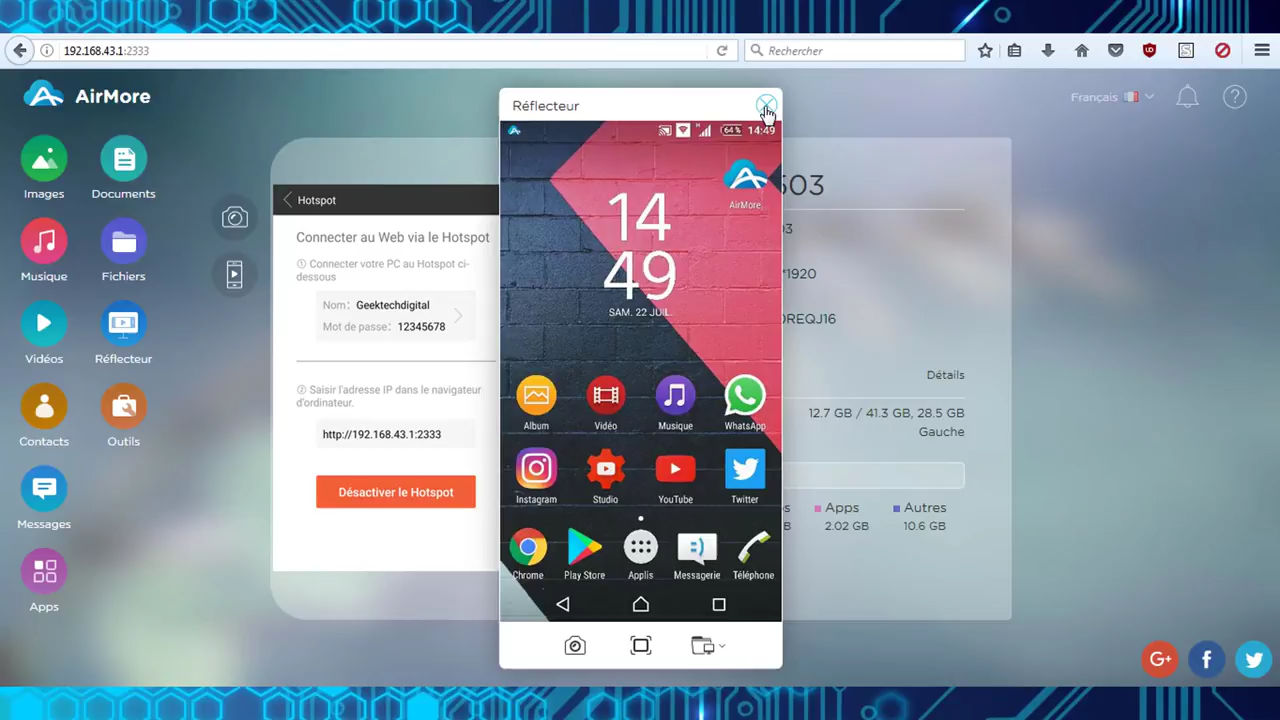 192.168.43.1:2333
Rechercher
AirMore
Français
Images
Documents
Musique
Fichiers
Vidéos
Réflecteur
Contacts
Outils
Messages
Apps
Hotspot
Connecter au Web via le Hotspot
① Connecter votre PC au Hotspot ci-
dessous
Nom: Geektechdigital
Mot de passe: 12345678
② Saisir l'adresse IP dans le navigateur
d'ordinateur.
http://192.168.43.1:2333
Désactiver le Hotspot
Réflecteur
H
64%
14:49
AirMore
14
49
SAM. 22 JUIL.
Album
Vidéo
Musique
WhatsApp
Instagram
Studio
YouTube
Twitter
Chrome
Play Store
Applis
Messagerie
Téléphone
503
3
*1920
0REQJ16
Détails
12.7 GB / 41.3 GB, 28.5 GB
Gauche
s
Apps
Autres
B
2.02 GB
10.6 GB
G+
f